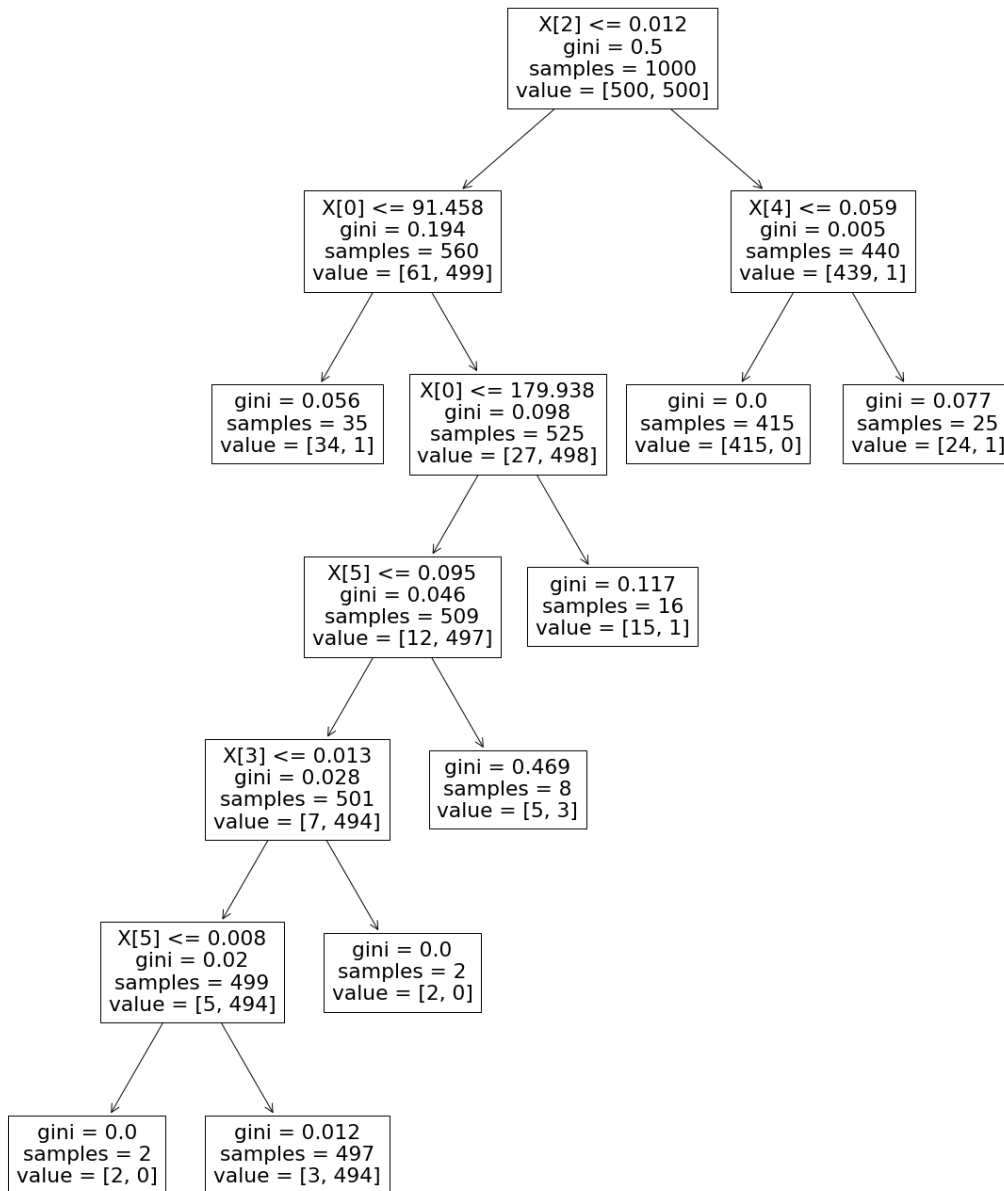 X[2] <= 0.012
gini = 0.5
samples = 1000
value = [500, 500]
X[0] <= 91.458
gini = 0.194
samples = 560
value = [61, 499]
X[4] <= 0.059
gini = 0.005
samples = 440
value = [439, 1]
gini = 0.056
samples = 35
value = [34, 1]
X[0] <= 179.938
gini = 0.098
samples = 525
value = [27, 498]
gini = 0.0
samples = 415
value = [415, 0]
gini = 0.077
samples = 25
value = [24, 1]
X[5] <= 0.095
gini = 0.046
samples = 509
value = [12, 497]
gini = 0.117
samples = 16
value = [15, 1]
X[3] <= 0.013
gini = 0.028
samples = 501
value = [7, 494]
gini = 0.469
samples = 8
value = [5, 3]
X[5] <= 0.008
gini = 0.02
samples = 499
value = [5, 494]
gini = 0.0
samples = 2
value = [2, 0]
gini = 0.0
samples = 2
value = [2, 0]
gini = 0.012
samples = 497
value = [3, 494]